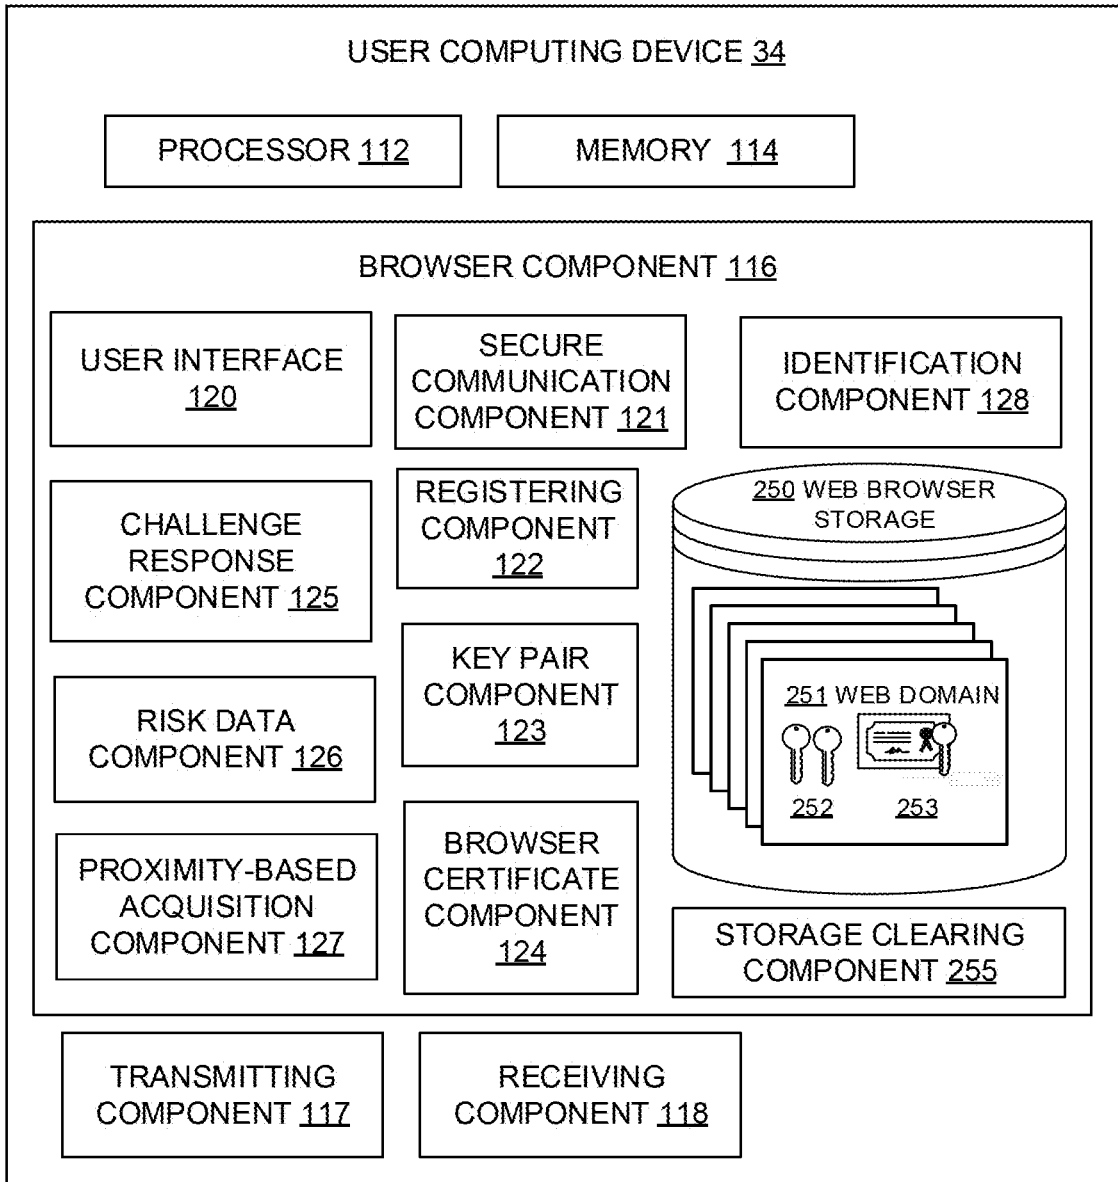 USER COMPUTING DEVICE 34
PROCESSOR 112
MEMORY 114
BROWSER COMPONENT 116
USER INTERFACE
120
SECURE
COMMUNICATION
COMPONENT 121
IDENTIFICATION
COMPONENT 128
CHALLENGE
RESPONSE
COMPONENT 125
REGISTERING
COMPONENT
122
250 WEB BROWSER
STORAGE
KEY PAIR
COMPONENT
123
251 WEB DOMAIN
252
253
RISK DATA
COMPONENT 126
PROXIMITY-BASED
ACQUISITION
COMPONENT 127
BROWSER
CERTIFICATE
COMPONENT
124
STORAGE CLEARING
COMPONENT 255
TRANSMITTING
COMPONENT 117
RECEIVING
COMPONENT 118